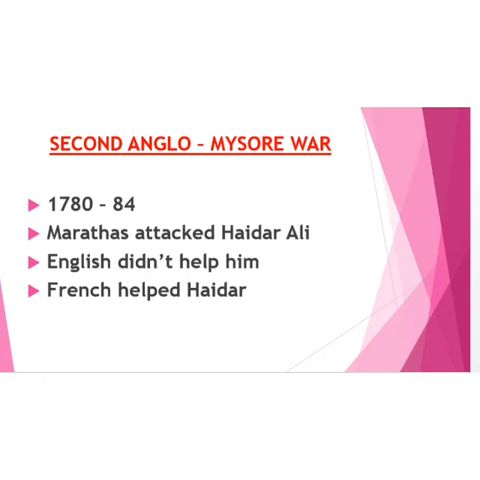 SECOND ANGLO – MYSORE WAR
1780 – 84
Marathas attacked Haidar Ali
English didn't help him
French helped Haidar